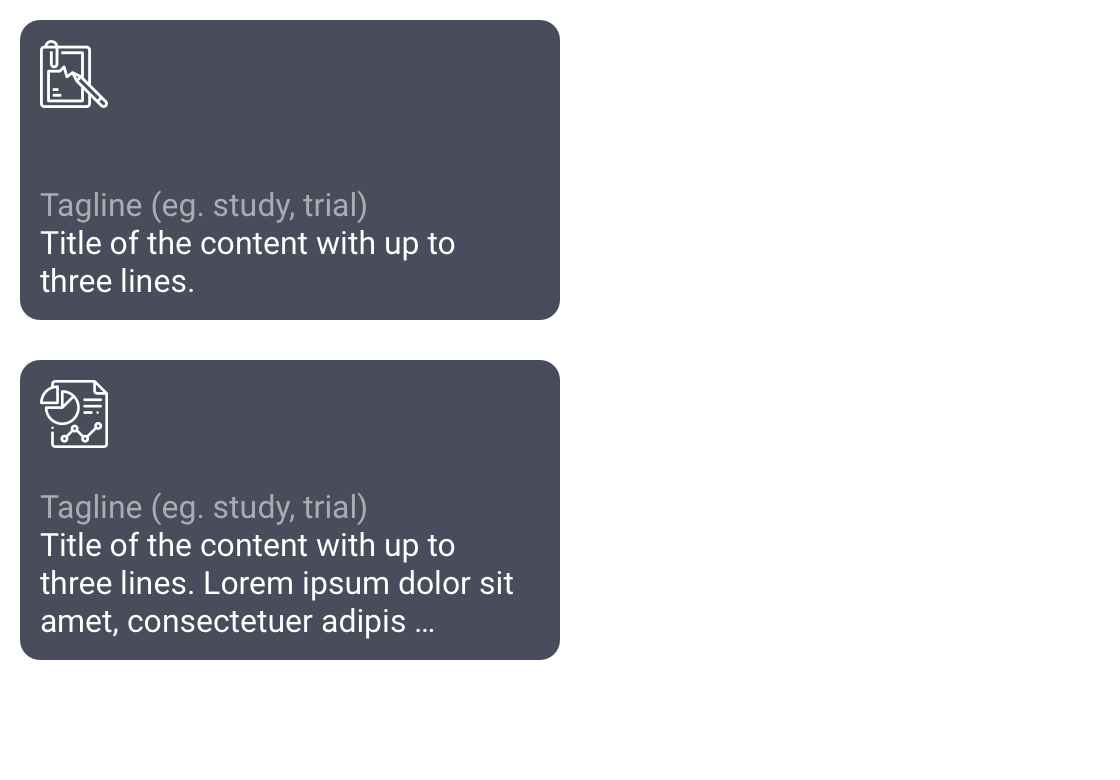 Tagline (eg. study, trial)
Title of the content with up to
three lines.
Tagline (eg. study, trial)
Title of the content with up to
three lines. Lorem ipsum dolor sit
amet, consectetuer adipis ...